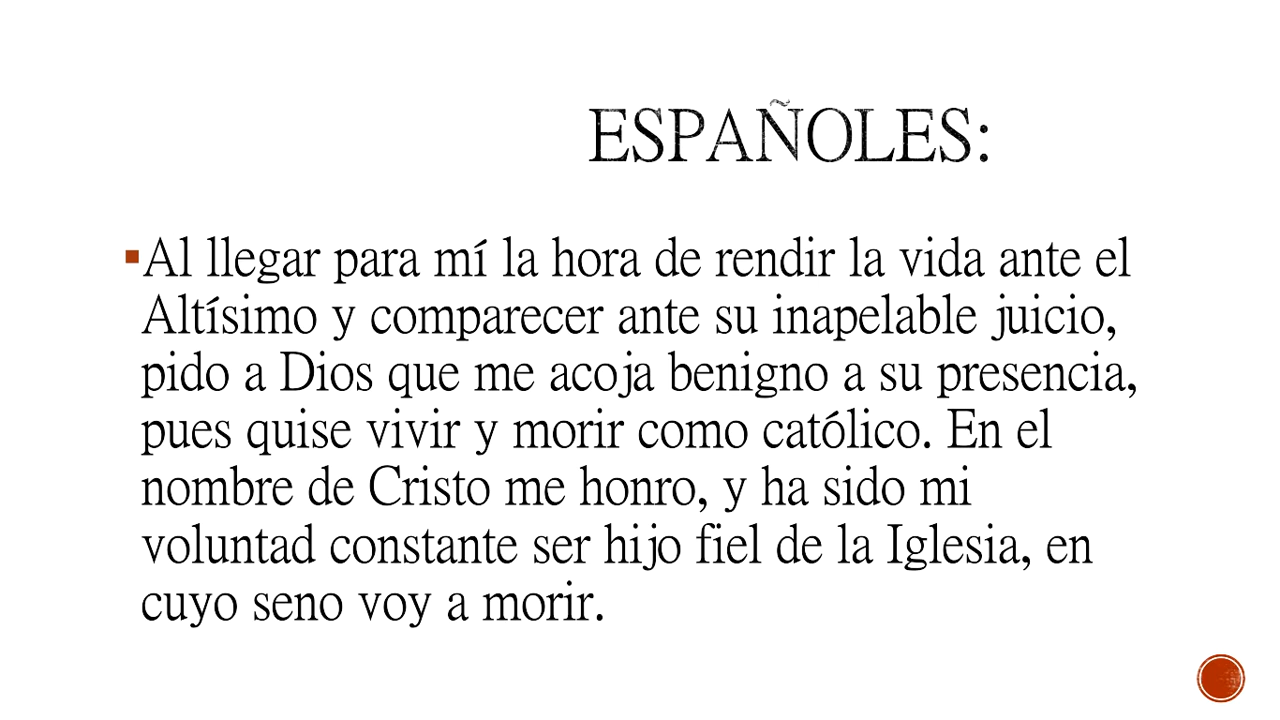 ESPAÑOLES:
▪Al llegar para mí la hora de rendir la vida ante el
Altísimo y comparecer ante su inapelable juicio,
pido a Dios que me acoja benigno a su presencia,
pues quise vivir y morir como católico. En el
nombre de Cristo me honro, y ha sido mi
voluntad constante ser hijo fiel de la Iglesia, en
cuyo seno voy a morir.